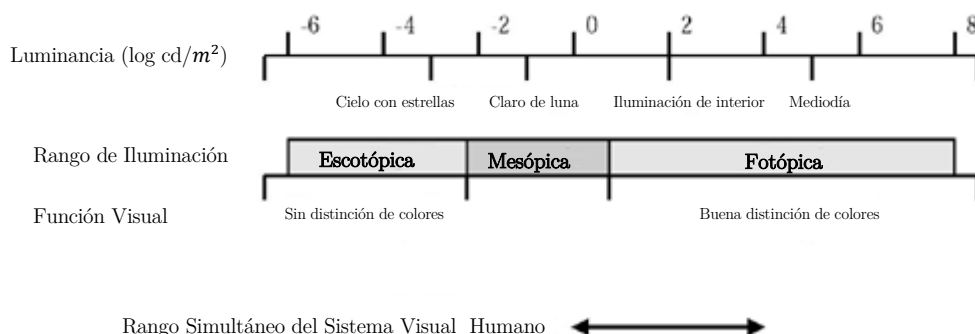 -6 -4 -2 0 2 4 6 8
Luminancia (log cd/m²)
Cielo con estrellas Claro de luna Iluminación de interior Mediodía
Rango de Iluminación Escotópica Mesópica Fotópica
Función Visual Sin distinción de colores Buena distinción de colores
Rango Simultáneo del Sistema Visual Humano